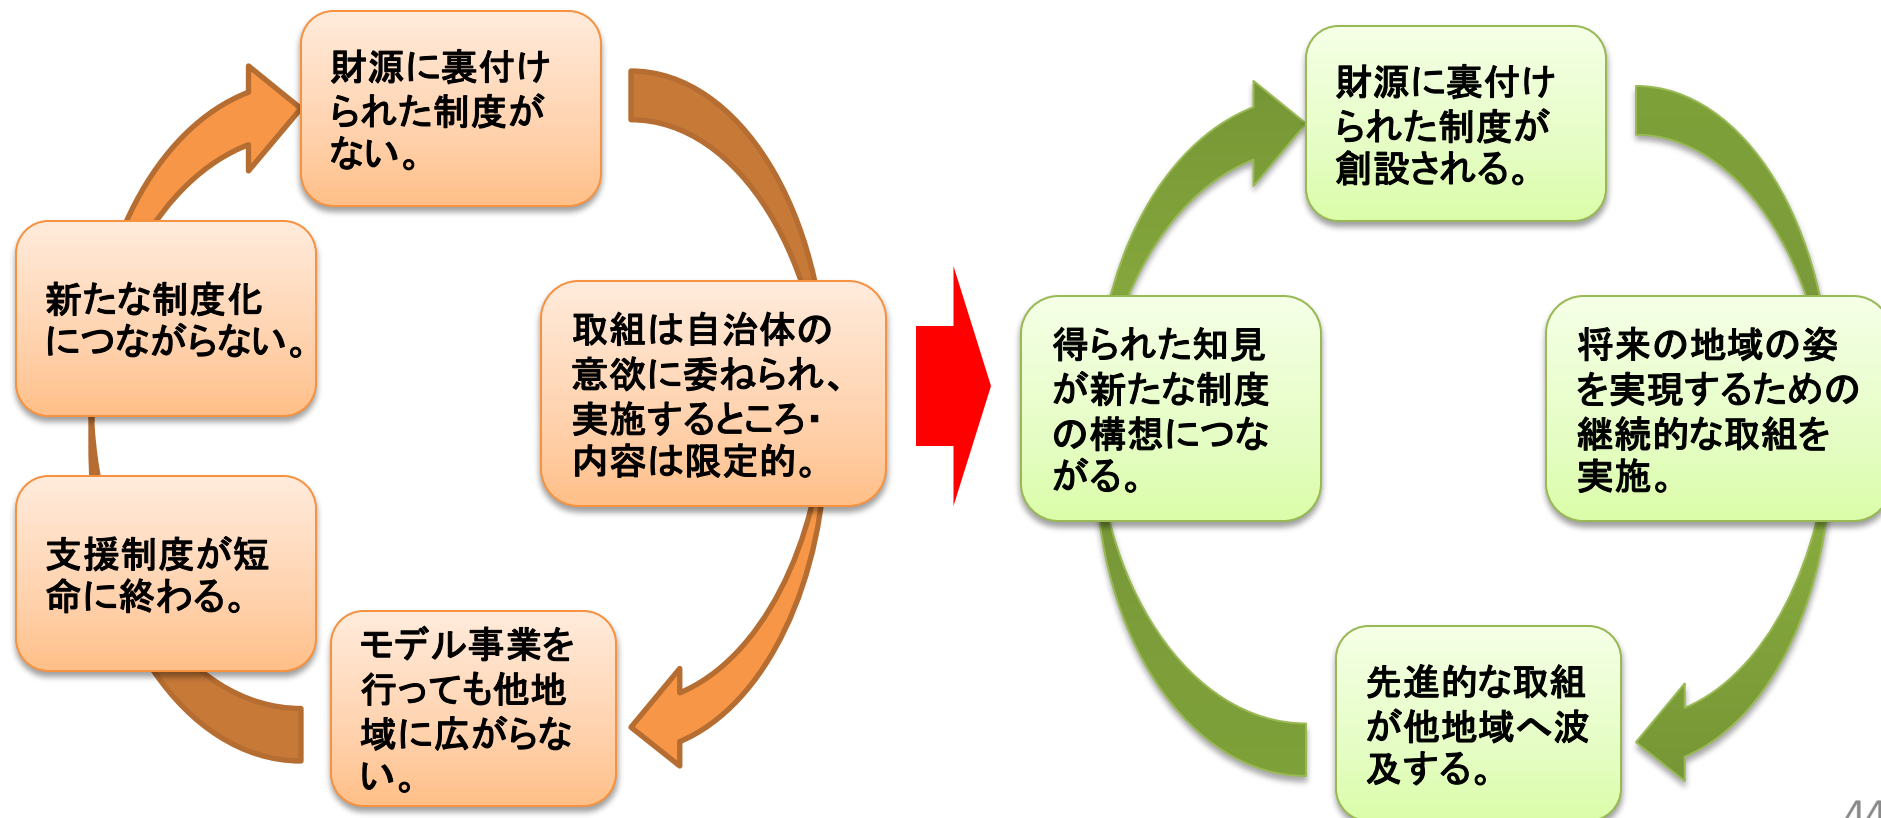 財源に裏付け
られた制度が
ない。
取組は自治体の
意欲に委ねられ、
実施するところ・
内容は限定的。
モデル事業を
行っても他地
域に広がらな
い。
支援制度が短
命に終わる。
新たな制度化
につながらない。
財源に裏付け
られた制度が
創設される。
将来の地域の姿
を実現するための
継続的な取組を
実施。
先進的な取組
が他地域へ波
及する。
得られた知見
が新たな制度
の構想につな
がる。
44